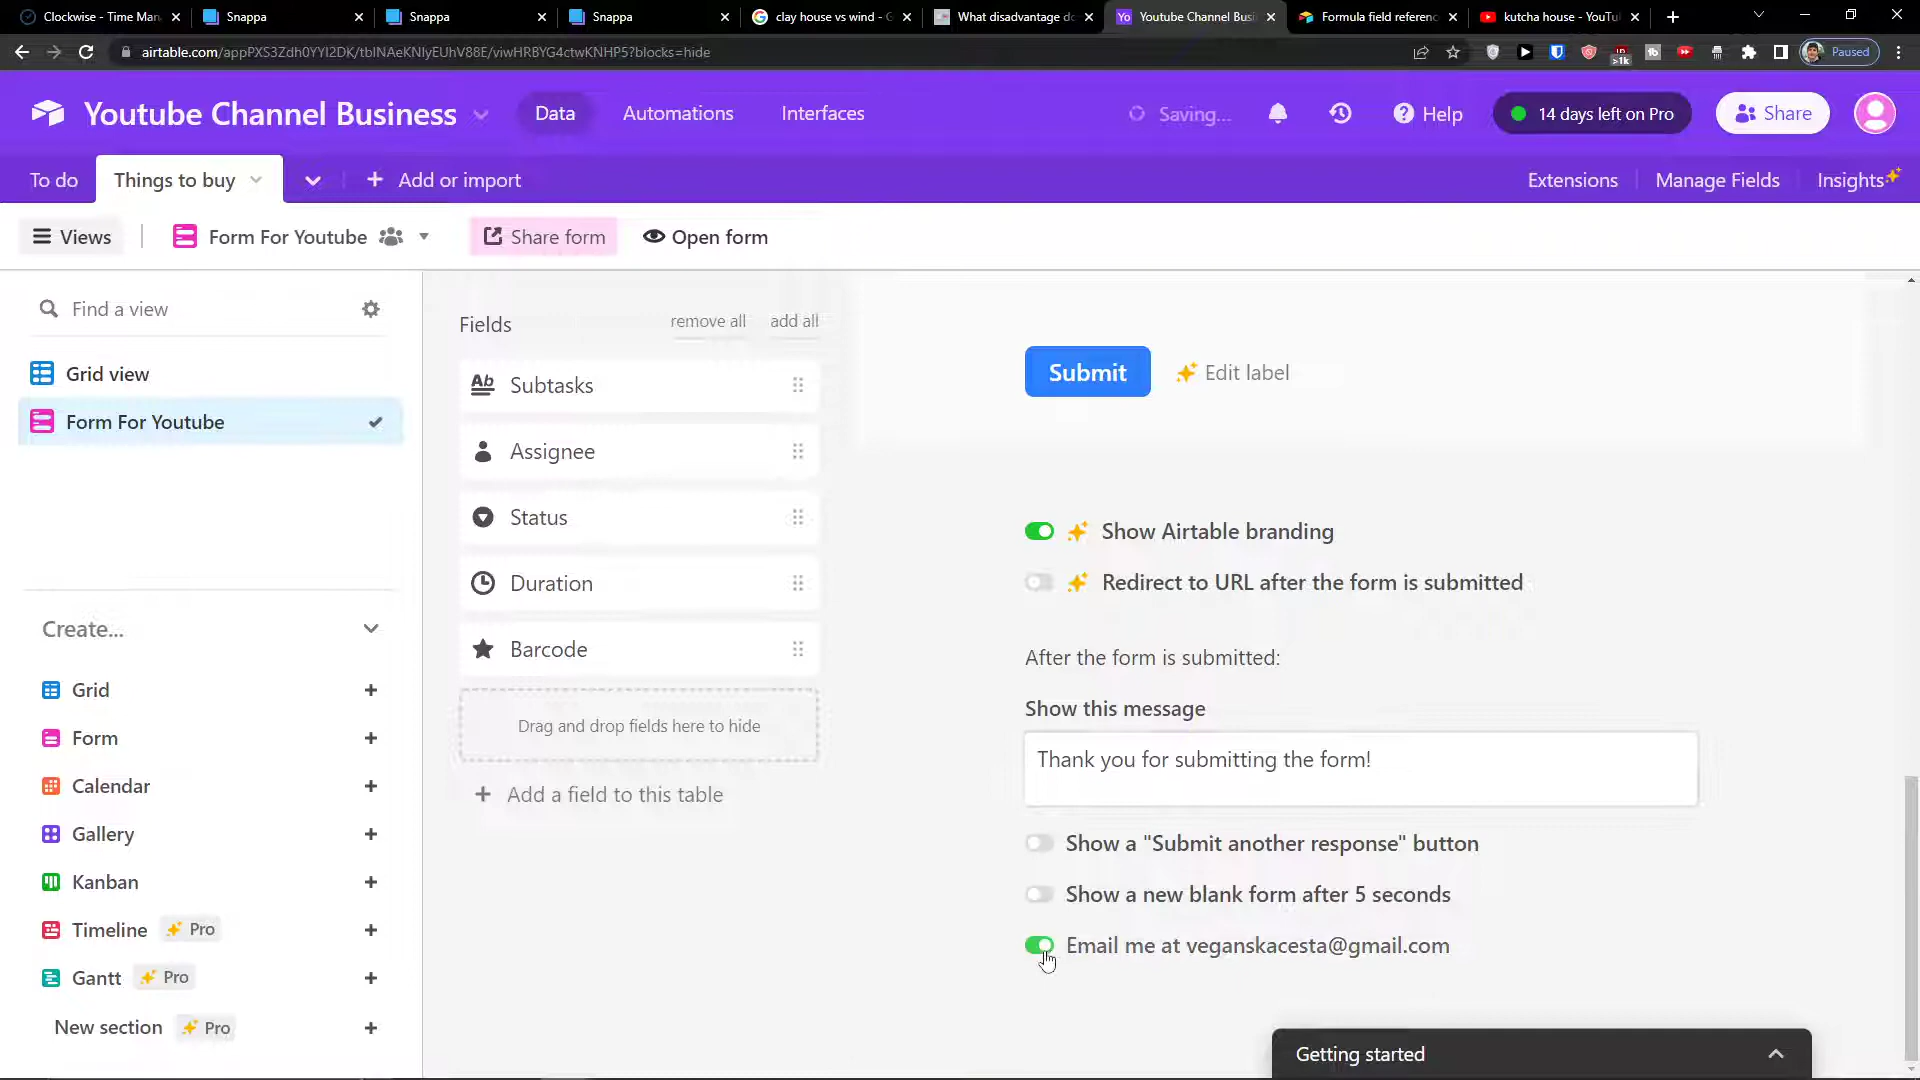 Clockwise - Time Man
Snappa
Snappa
Snappa
clay house vs wind - G
What disadvantage do
Yo
Youtube Channel Busi
Formula field referenc
kutcha house - YouTu
airtable.com/appPXS3Zdh0YYI2DK/tblNAeKNlyEUhV88E/viwHRBYG4ctwKNHP5?blocks=hide
>1k
Paused
Youtube Channel Business
Data
Automations
Interfaces
Saving...
Help
14 days left on Pro
Share
To do
Things to buy
Add or import
Extensions
Manage Fields
Insights
Views
Form For Youtube
Share form
Open form
Find a view
Grid view
Form For Youtube
Create...
Grid
Form
Calendar
Gallery
Kanban
Timeline
Pro
Gantt
Pro
New section
Pro
Fields
remove all
add all
Subtasks
Assignee
Status
Duration
Barcode
Drag and drop fields here to hide
Add a field to this table
Submit
Edit label
Show Airtable branding
Redirect to URL after the form is submitted
After the form is submitted:
Show this message
Thank you for submitting the form!
Show a "Submit another response" button
Show a new blank form after 5 seconds
Email me at veganskacesta@gmail.com
Getting started